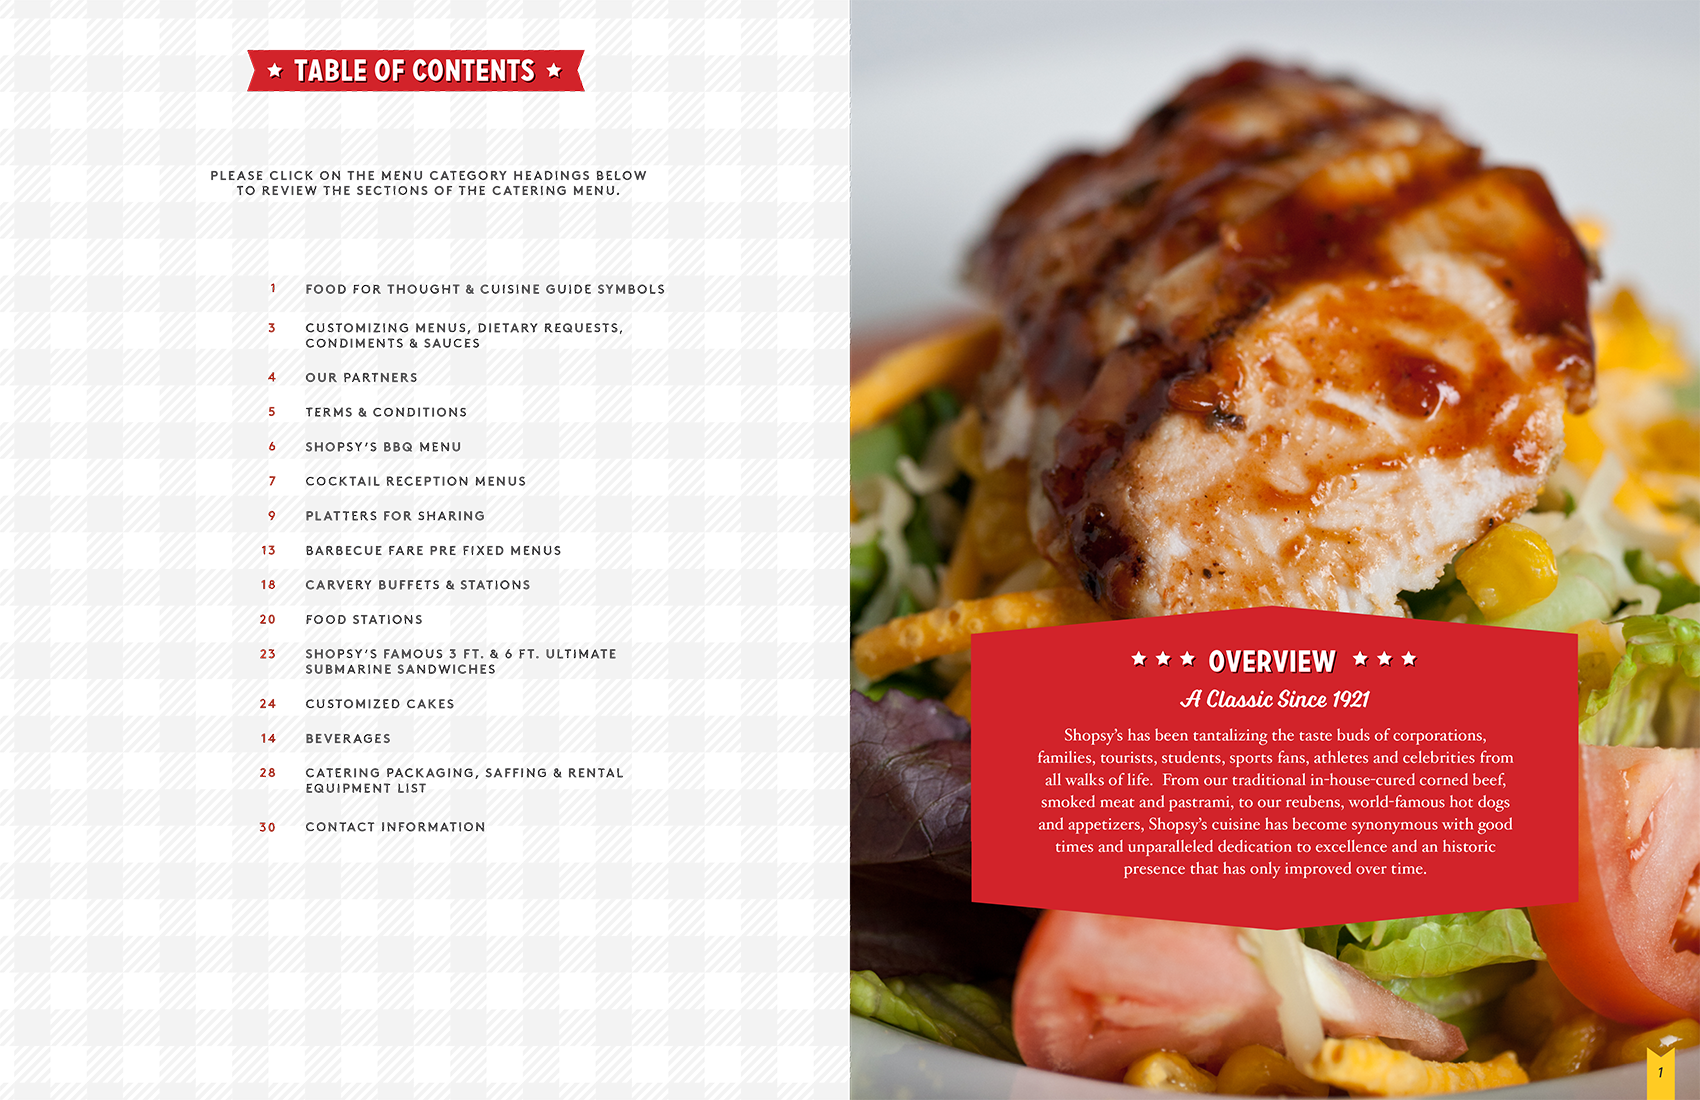 TABLE OF CONTENTS
PLEASE CLICK ON THE MENU CATEGORY HEADINGS BELOW
TO REVIEW THE SECTIONS OF THE CATERING MENU.
1 FOOD FOR THOUGHT & CUISINE GUIDE SYMBOLS
3 CUSTOMIZING MENUS, DIETARY REQUESTS,
CONDIMENTS & SAUCES
4 OUR PARTNERS
5 TERMS & CONDITIONS
6 SHOPSY'S BBQ MENU
7 COCKTAIL RECEPTION MENUS
9 PLATTERS FOR SHARING
13 BARBECUE FARE PRE FIXED MENUS
18 CARVERY BUFFETS & STATIONS
20 FOOD STATIONS
23 SHOPSY'S FAMOUS 3 FT. & 6 FT. ULTIMATE
SUBMARINE SANDWICHES
24 CUSTOMIZED CAKES
14 BEVERAGES
28 CATERING PACKAGING, SAFFING & RENTAL
EQUIPMENT LIST
30 CONTACT INFORMATION
OVERVIEW
A Classic Since 1921
Shopsy's has been tantalizing the taste buds of corporations,
families, tourists, students, sports fans, athletes and celebrities from
all walks of life. From our traditional in-house-cured corned beef,
smoked meat and pastrami, to our reubens, world-famous hot dogs
and appetizers, Shopsy's cuisine has become synonymous with good
times and unparalleled dedication to excellence and an historic
presence that has only improved over time.
1